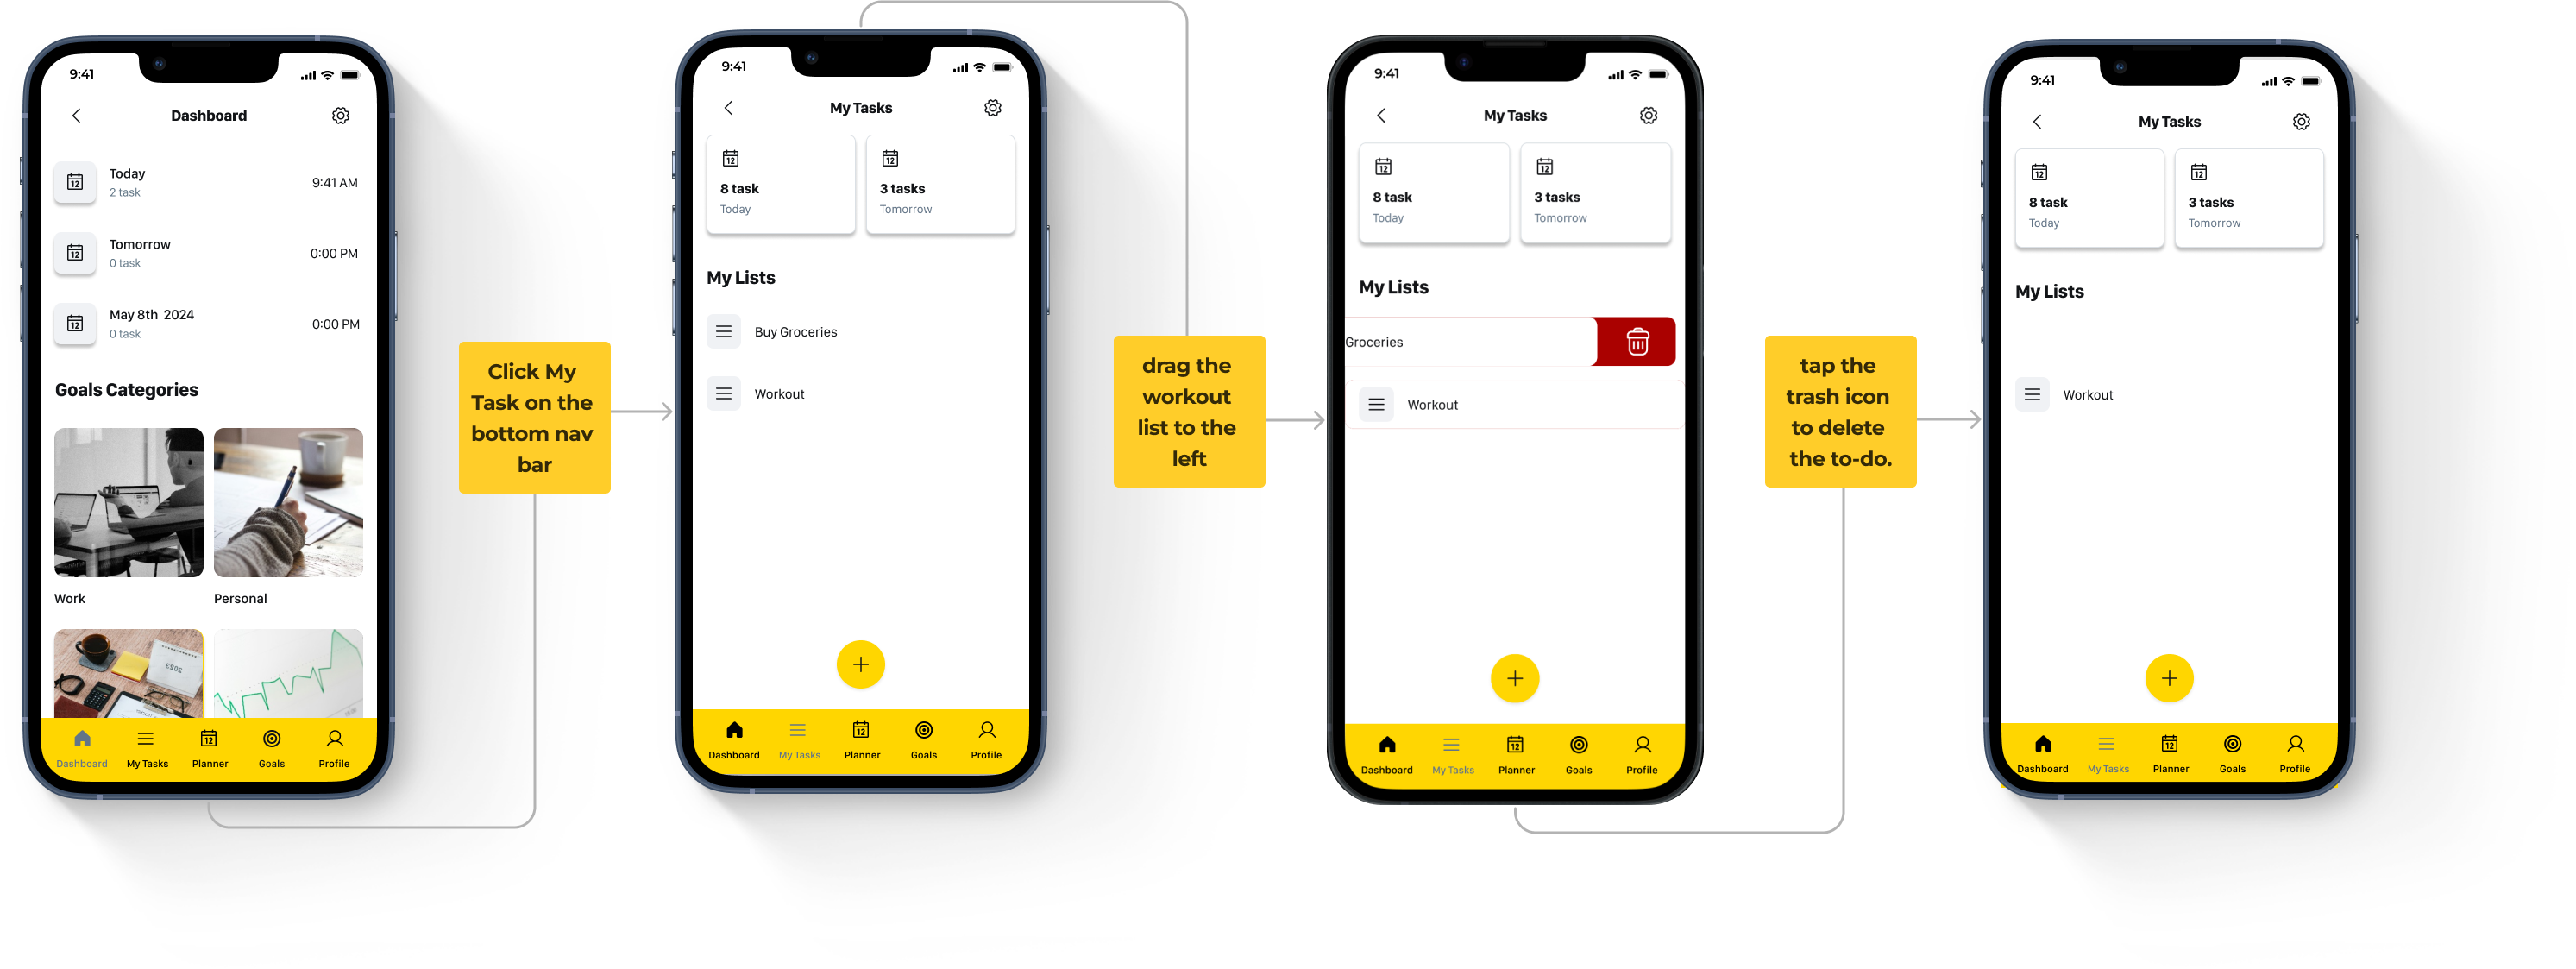 9:41
Dashboard
Today
2 task
9:41 AM
Tomorrow
0 task
0:00 PM
May 8th 2024
0 task
0:00 PM
Goals Categories
Work
Personal
Dashboard
My Tasks
Planner
Goals
Profile
Click My
Task on the
bottom nav
bar
9:41
My Tasks
12
12
8 task
3 tasks
Today
Tomorrow
My Lists
Buy Groceries
Workout
Dashboard
My Tasks
Planner
Goals
Profile
drag the
workout
list to the
left
9:41
My Tasks
12
12
8 task
3 tasks
Today
Tomorrow
My Lists
Groceries
Workout
Dashboard
My Tasks
Planner
Goals
Profile
tap the
trash icon
to delete
the to-do.
9:41
My Tasks
12
12
8 task
3 tasks
Today
Tomorrow
My Lists
Workout
Dashboard
My Tasks
Planner
Goals
Profile